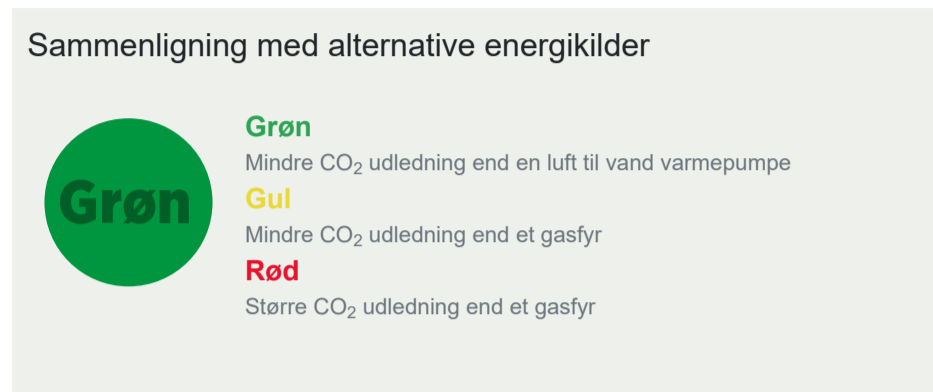 Sammenligning med alternative energikilder
Grøn
Grøn
Mindre CO₂ udledning end en luft til vand varmepumpe
Gul
Mindre CO₂ udledning end et gasfyr
Rød
Større CO₂ udledning end et gasfyr